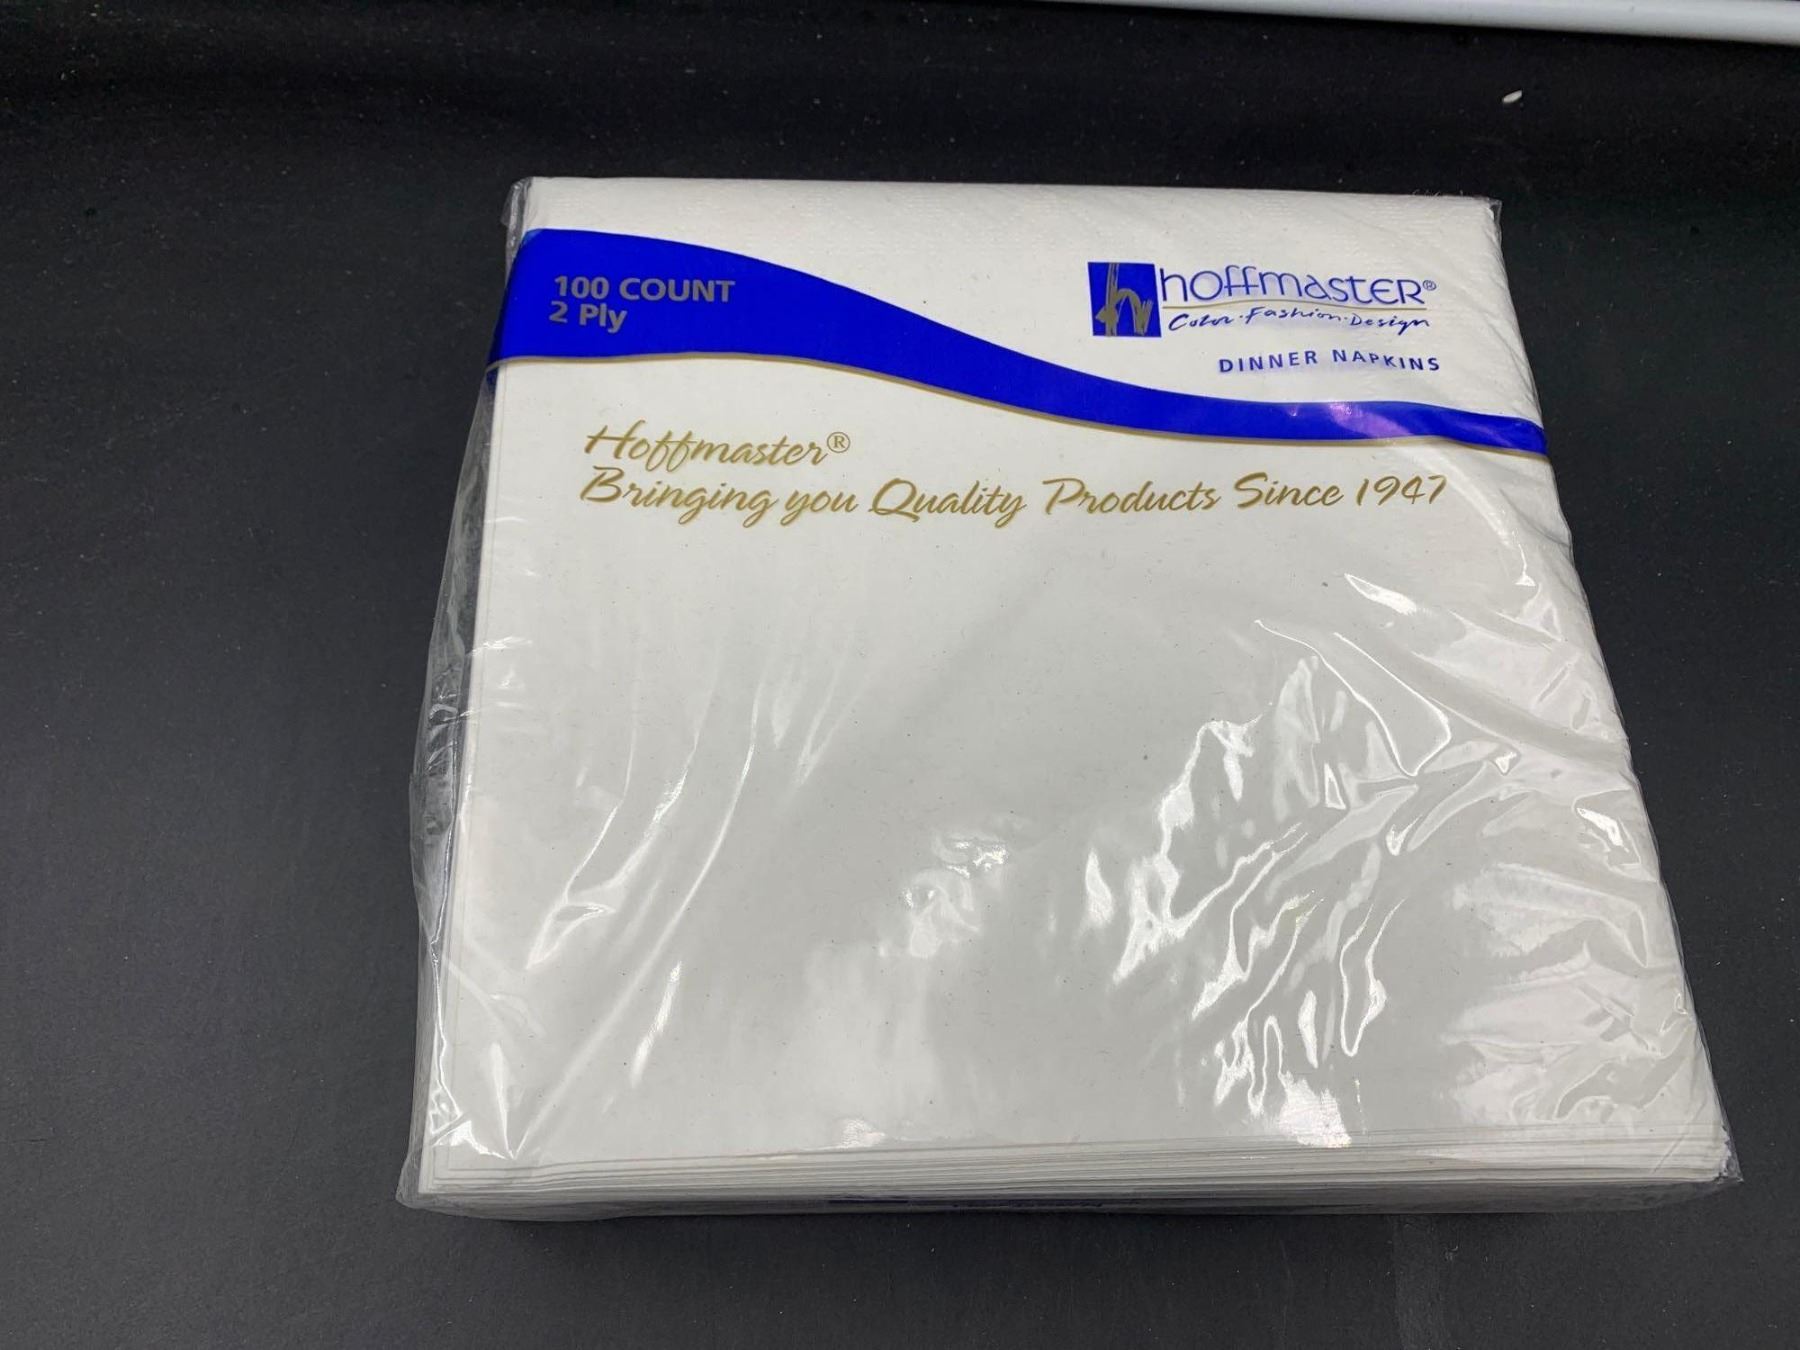 100 COUNT
2 Ply
h hoffmaster®
Color·Fashion·Design
DINNER NAPKINS
Hoffmaster®
Bringing you Quality Products Since 1947